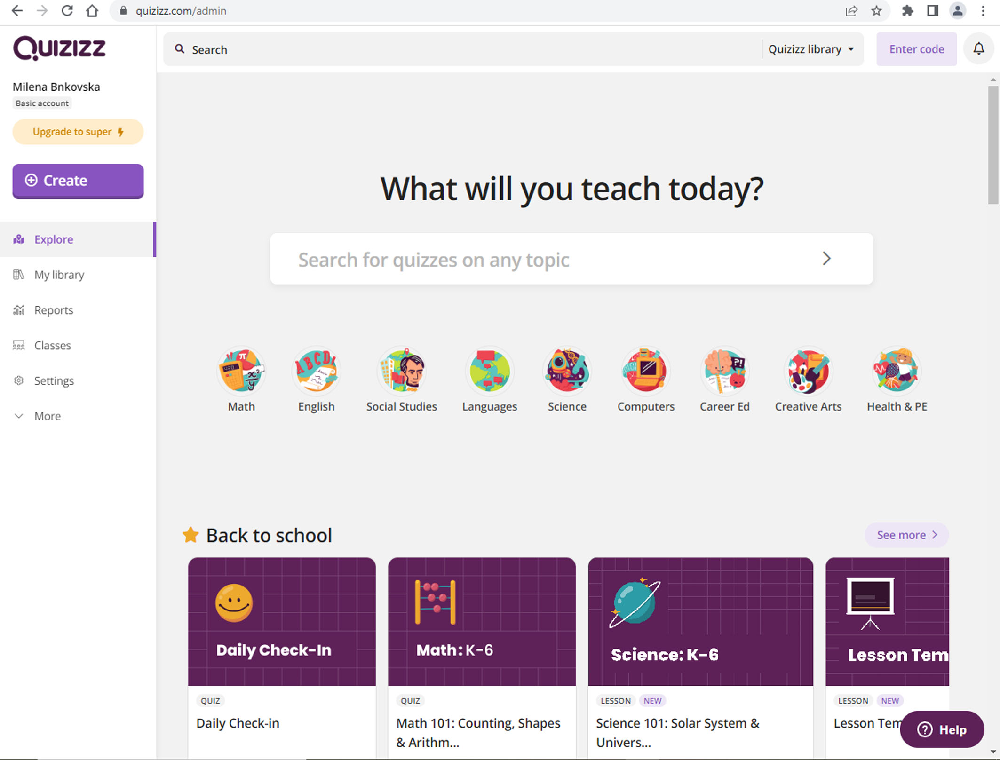 quizizz.com/admin
QUIZIZZ
Search
Quizizz library
Enter code
Milena Bnkovska
Basic account
Upgrade to super
Create
Explore
My library
Reports
Classes
Settings
More
What will you teach today?
Search for quizzes on any topic
Math
English
Social Studies
Languages
Science
Computers
Career Ed
Creative Arts
Health & PE
Back to school
See more
Daily Check-In
Math: K-6
Science: K-6
Lesson Tem
QUIZ
Daily Check-in
QUIZ
Math 101: Counting, Shapes
& Arithm...
LESSON NEW
Science 101: Solar System &
Univers...
LESSON NEW
Lesson Tem
Help